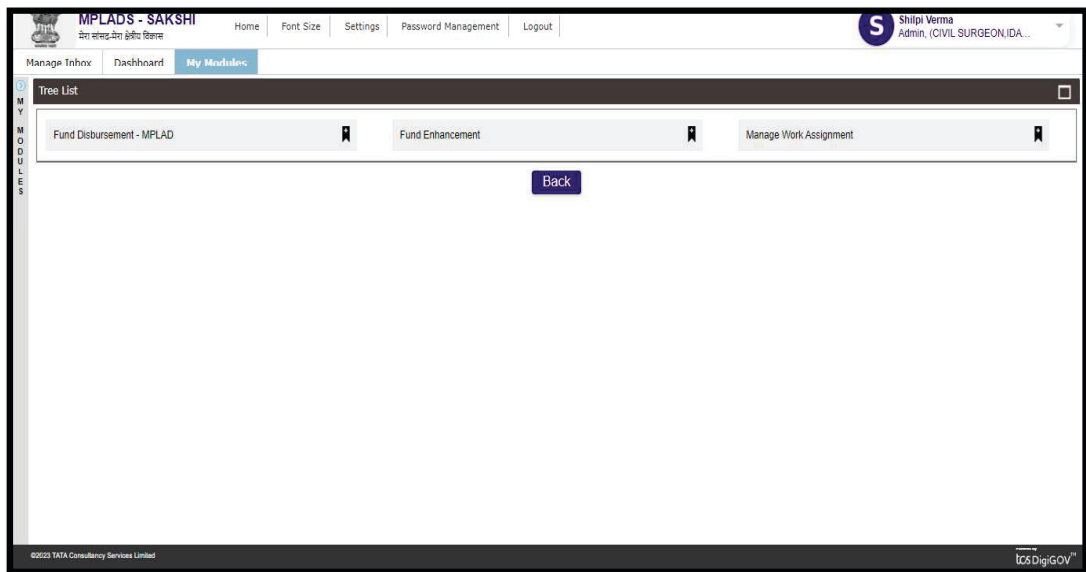 MPLADS - SAKSHI
मेरा सांसद-मेरा क्षेत्रीय विकास
Home
Font Size
Settings
Password Management
Logout
S
Shilpi Verma
Admin, (CIVIL SURGEON,IDA...
Manage Inbox
Dashboard
My Modules
MY MODULES
Tree List
Fund Disbursement - MPLAD
Fund Enhancement
Manage Work Assignment
Back
©2023 TATA Consultancy Services Limited
tcsDigiGOV™